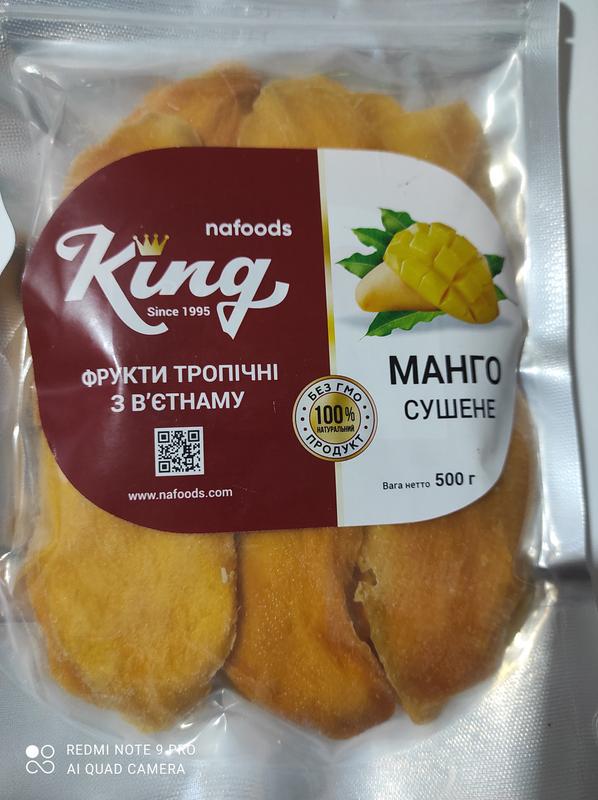 nafoods
King
Since 1995
ФРУКТИ ТРОПІЧНІ
З В'ЄТНАМУ
www.nafoods.com
МАНГО
СУШЕНЕ
БЕЗ ГМО
100%
НАТУРАЛЬНИЙ
ПРОДУКТ
Вага нетто 500 г
REDMI NOTE 9 PRO
AI QUAD CAMERA